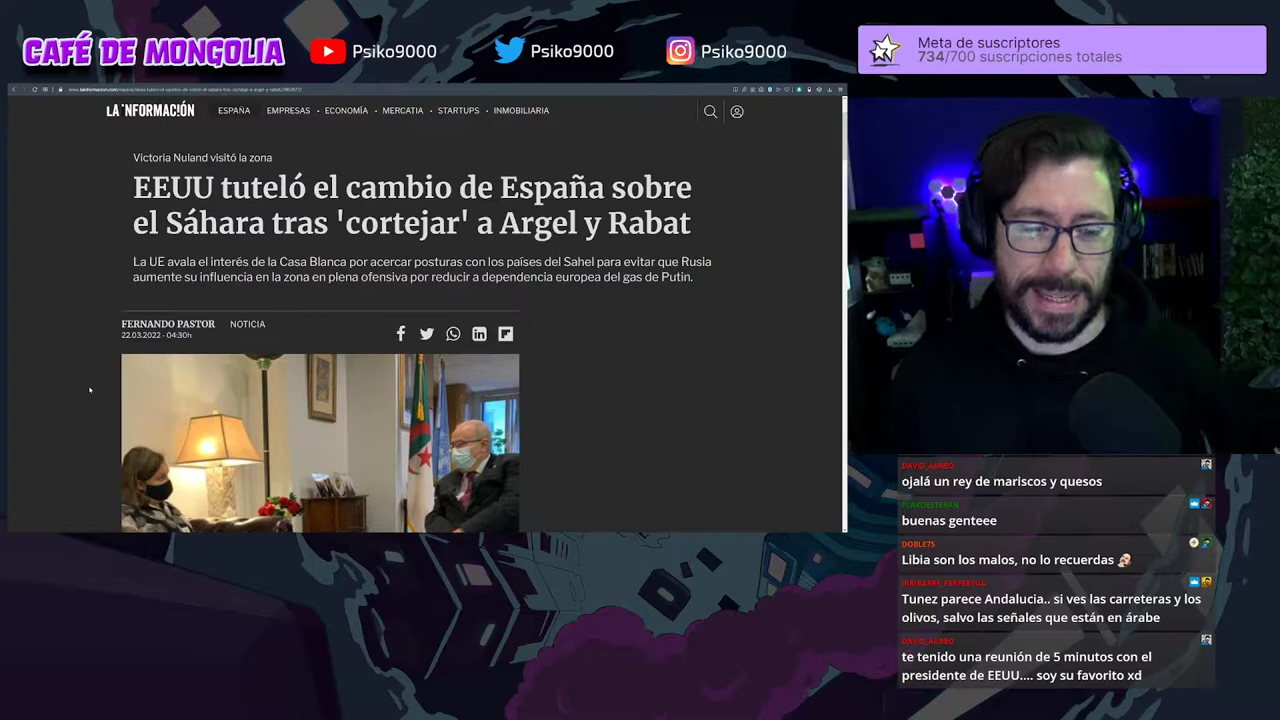 CAFÉ DE MONGOLIA
Psiko9000
Psiko9000
Psiko9000
Meta de suscriptores
734/700 suscripciones totales
LA INFORMACIÓN
ESPAÑA EMPRESAS · ECONOMÍA · MERCATIA · STARTUPS · INMOBILIARIA
Victoria Nuland visitó la zona
EEUU tuteló el cambio de España sobre
el Sáhara tras 'cortejar' a Argel y Rabat
La UE avala el interés de la Casa Blanca por acercar posturas con los países del Sahel para evitar que Rusia
aumente su influencia en la zona en plena ofensiva por reducir a dependencia europea del gas de Putin.
FERNANDO PASTOR NOTICIA
22.03.2022 - 04:30h
DAVID_AUREO
ojalá un rey de mariscos y quesos
buenas genteee
DOBLE75
Libia son los malos, no lo recuerdas
Tunez parece Andalucia.. si ves las carreteras y los
olivos, salvo las señales que están en árabe
DAVID_AUREO
te tenido una reunión de 5 minutos con el
presidente de EEUU.... soy su favorito xd